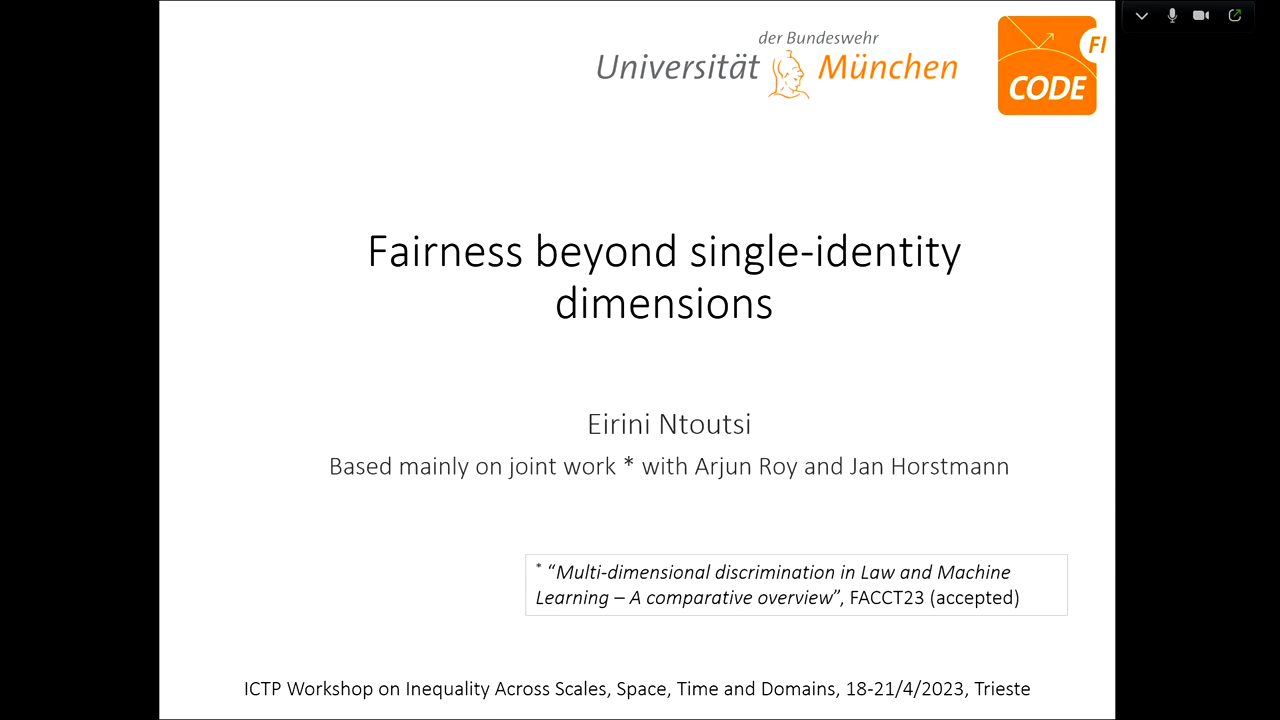 der Bundeswehr
Universität München
FI
CODE
Fairness beyond single-identity
dimensions
Eirini Ntoutsi
Based mainly on joint work * with Arjun Roy and Jan Horstmann
* “Multi-dimensional discrimination in Law and Machine
Learning – A comparative overview”, FACCT23 (accepted)
ICTP Workshop on Inequality Across Scales, Space, Time and Domains, 18-21/4/2023, Trieste